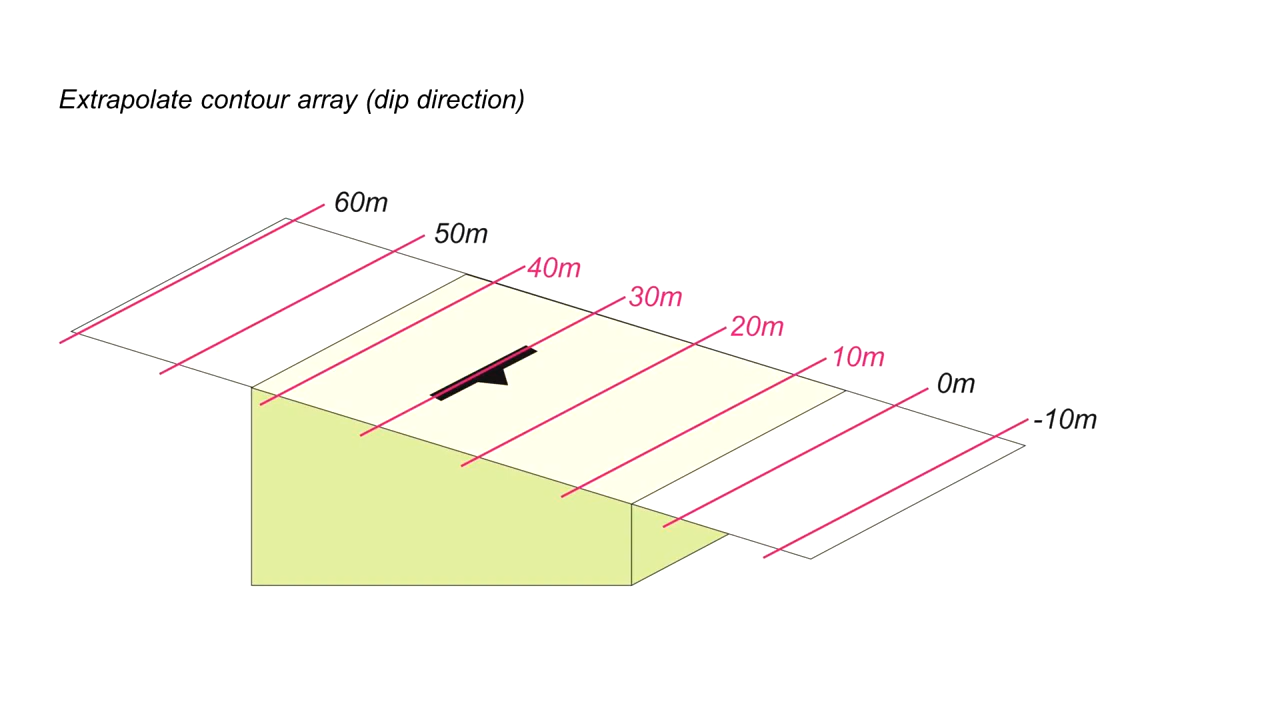 Extrapolate contour array (dip direction)
60m
50m
40m
30m
20m
10m
0m
-10m